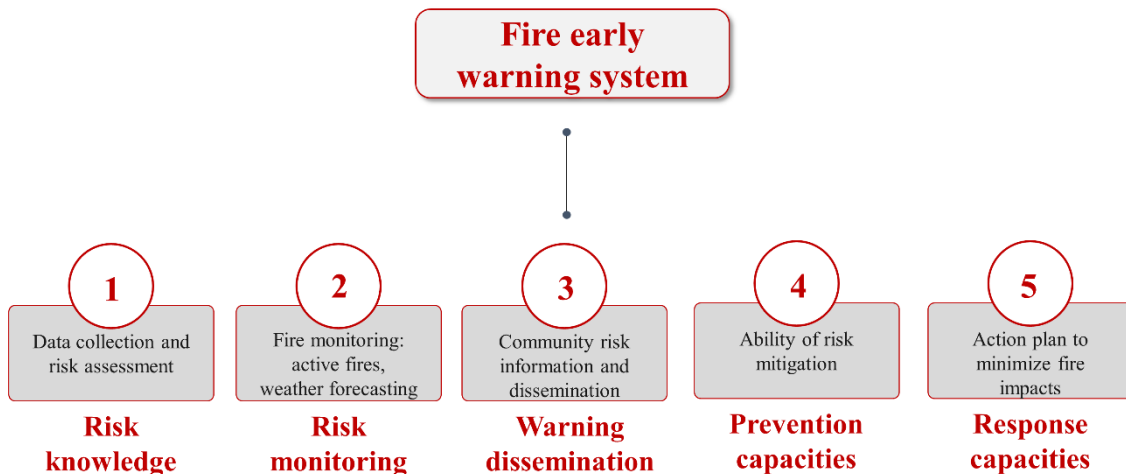 Fire early
warning system
1
Data collection and
risk assessment
Risk
knowledge
2
Fire monitoring:
active fires,
weather forecasting
Risk
monitoring
3
Community risk
information and
dissemination
Warning
dissemination
4
Ability of risk
mitigation
Prevention
capacities
5
Action plan to
minimize fire
impacts
Response
capacities